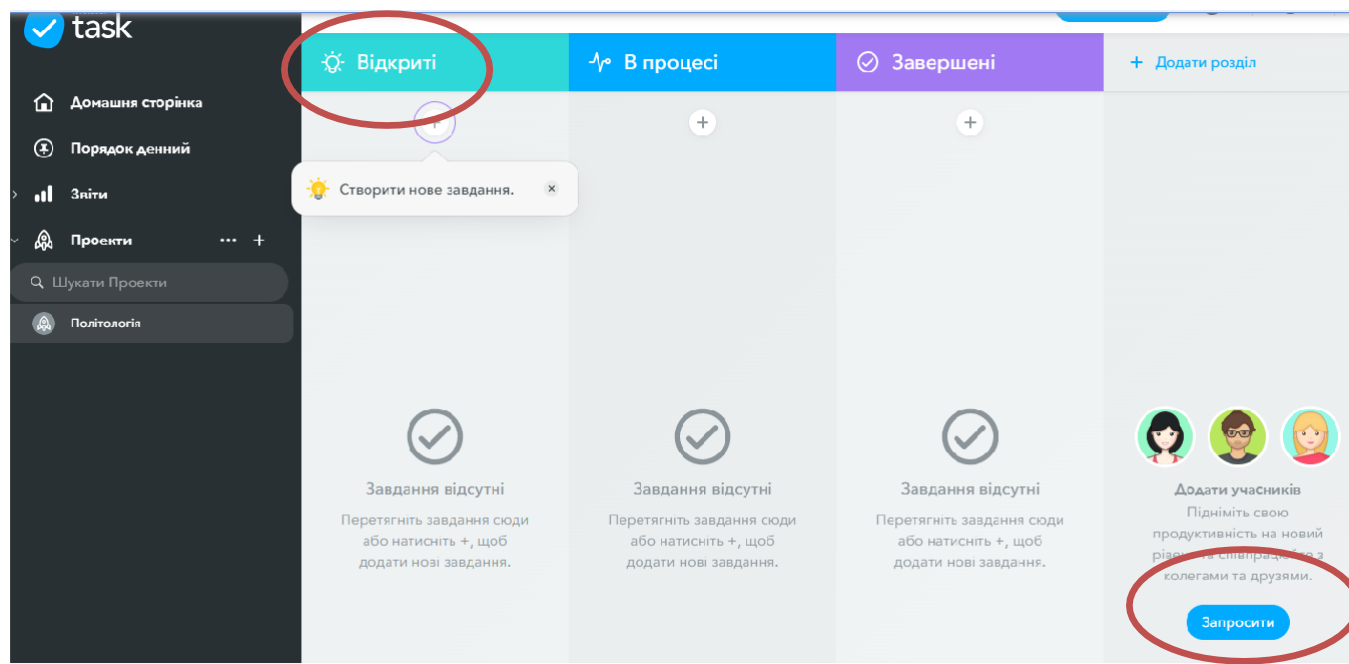 task
Домашня сторінка
Порядок денний
Звіти
Проекти
Шукати Проекти
Політологія
Відкриті
В процесі
Завершені
+ Додати розділ
Створити нове завдання.
Завдання відсутні
Перетягніть завдання сюди
або натисніть +, щоб
додати нові завдання.
Завдання відсутні
Перетягніть завдання сюди
або натисніть +, щоб
додати нові завдання.
Завдання відсутні
Перетягніть завдання сюди
або натисніть +, щоб
додати нові завдання.
Додати учасників
Підніміть свою
продуктивність на новий
рівень та співпрацюйте з
колегами та друзями.
Запросити